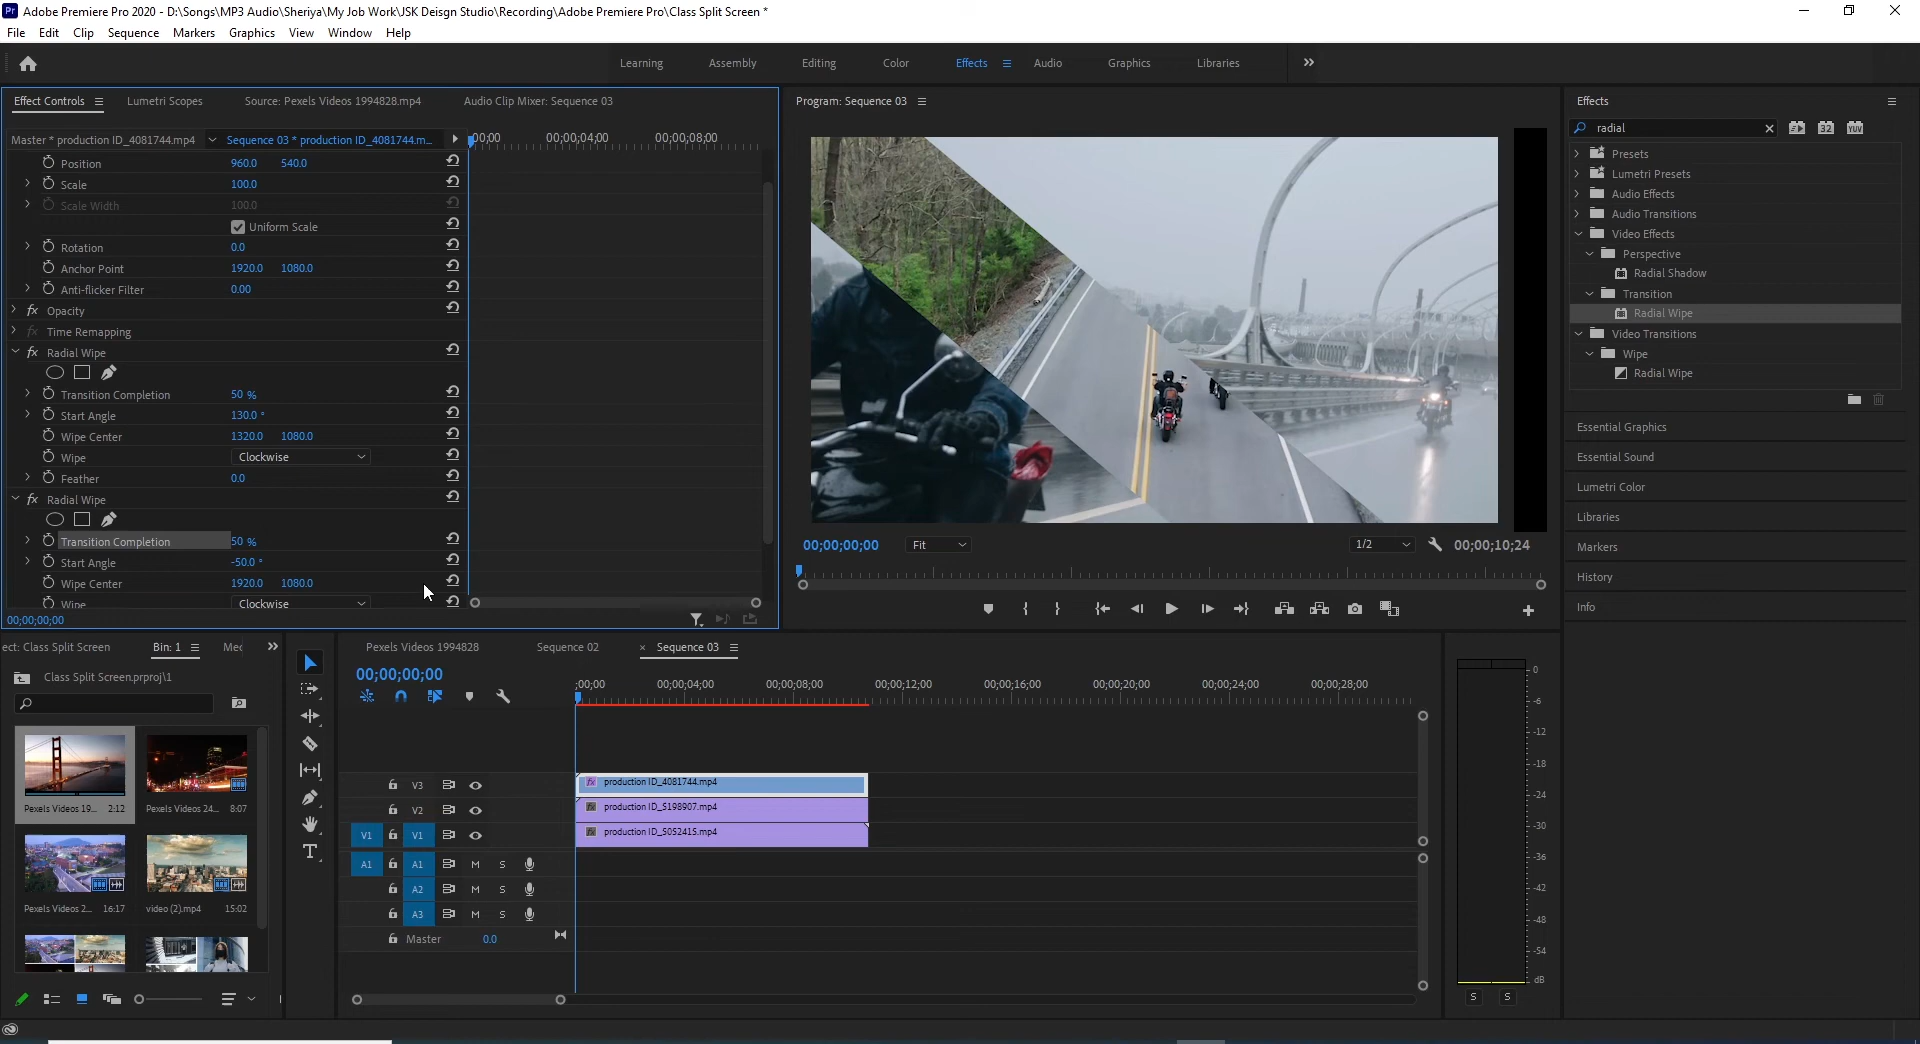 Adobe Premiere Pro 2020 - D:\Songs\MP3 Audio\Sheriya\My Job Work\JSK Deisgn Studio\Recording\Adobe Premiere Pro\Class Split Screen *
File Edit Clip Sequence Markers Graphics View Window Help
Learning Assembly Editing Color Effects Audio Graphics Libraries
Effect Controls Lumetri Scopes Source: Pexels Videos 1994828.mp4 Audio Clip Mixer: Sequence 03
Master * production ID_4081744.mp4 Sequence 03 * production ID_4081744.m...
:00;00 00;00;04;00 00;00;08;00
Position 960.0 540.0
Scale 100.0
Scale Width 100.0
Uniform Scale
Rotation 0.0
Anchor Point 1920.0 1080.0
Anti-flicker Filter 0.00
fx Opacity
fx Time Remapping
fx Radial Wipe
Transition Completion 50 %
Start Angle 130.0 °
Wipe Center 1320.0 1080.0
Wipe Clockwise
Feather 0.0
fx Radial Wipe
Transition Completion 50 %
Start Angle -50.0 °
Wipe Center 1920.0 1080.0
Wipe Clockwise
00;00;00;00
Program: Sequence 03
00;00;00;00 Fit 1/2 00;00;10;24
Effects
radial
32 YUV
Presets
Lumetri Presets
Audio Effects
Audio Transitions
Video Effects
Perspective
Radial Shadow
Transition
Radial Wipe
Video Transitions
Wipe
Radial Wipe
Essential Graphics
Essential Sound
Lumetri Color
Libraries
Markers
History
Info
ect: Class Split Screen Bin: 1 Mec
Class Split Screen.prproj\1
Pexels Videos 19... 2:12 Pexels Videos 24... 8:07
Pexels Videos 2... 16:17 video (2).mp4 15:02
Pexels Videos 1994828 Sequence 02 × Sequence 03
00;00;00;00
;00;00 00;00;04;00 00;00;08;00 00;00;12;00 00;00;16;00 00;00;20;00 00;00;24;00 00;00;28;00
V3 fx production ID_4081744.mp4
V2 fx production ID_5198907.mp4
V1 V1 fx production ID_5052415.mp4
A1 A1 M S
A2 M S
A3 M S
Master 0.0
0
-6
-12
-18
-24
-30
-36
-42
-48
-54
dB
S S